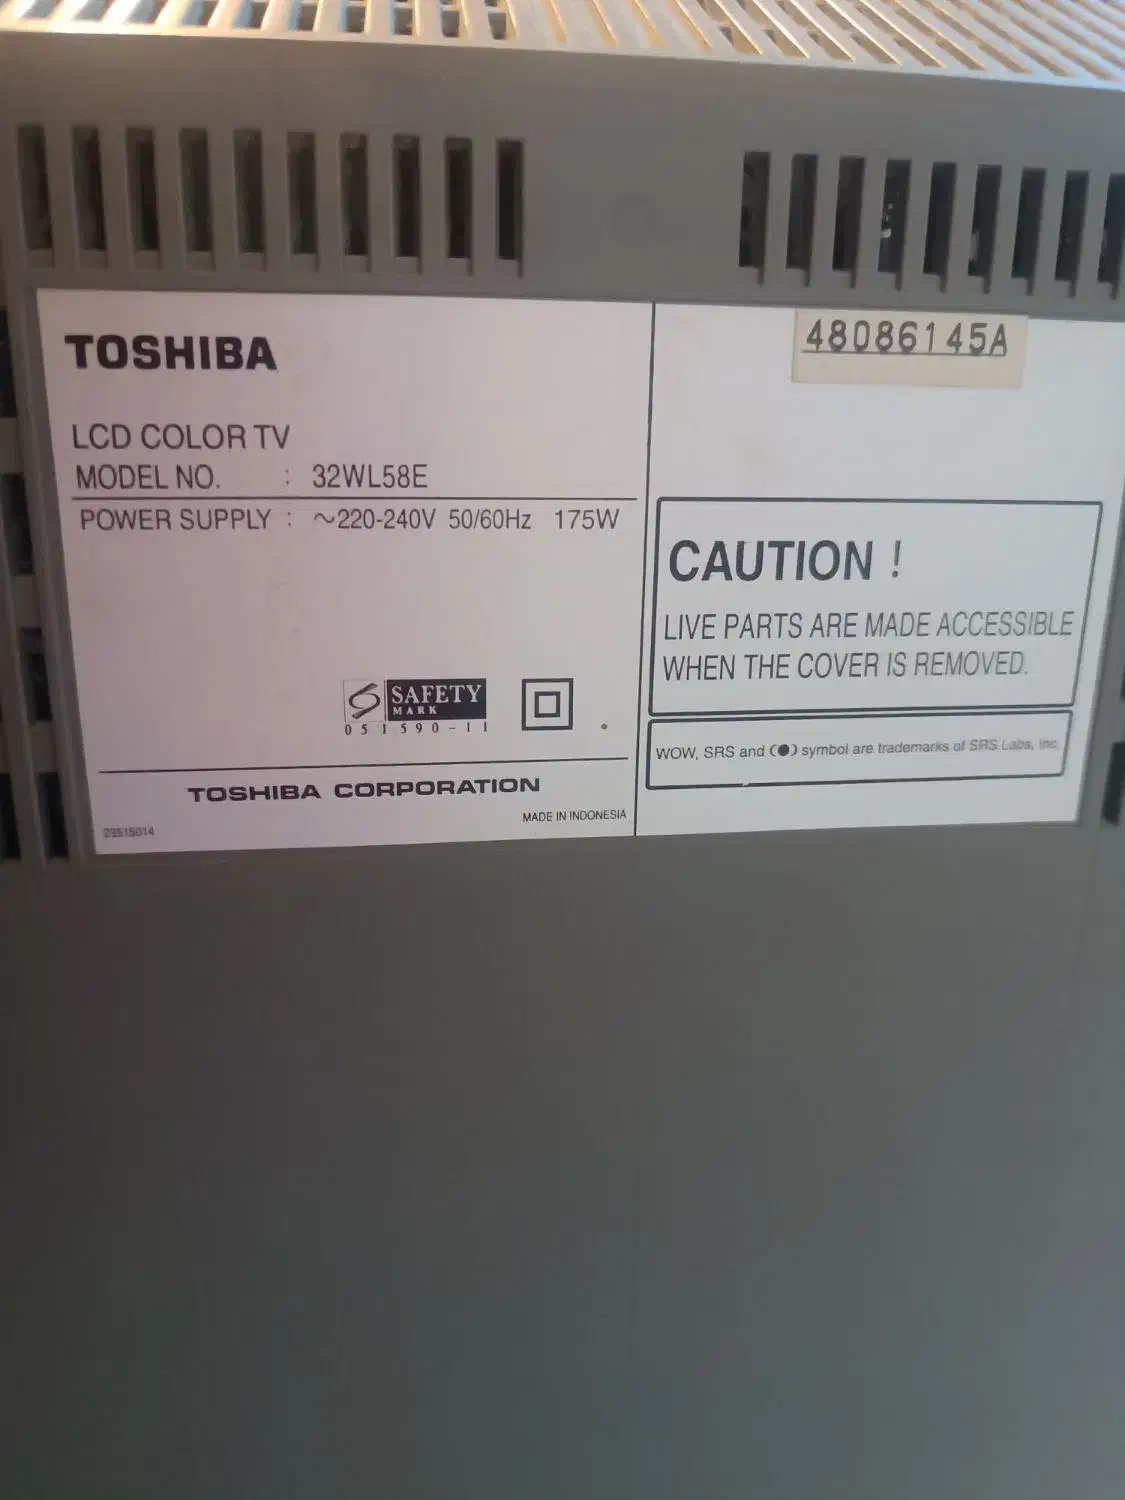 TOSHIBA
LCD COLOR TV
MODEL NO. : 32WL58E
POWER SUPPLY : ~220-240V 50/60Hz 175W
SAFETY
MARK
051590-11
TOSHIBA CORPORATION
MADE IN INDONESIA
23515014
48086145A
CAUTION !
LIVE PARTS ARE MADE ACCESSIBLE
WHEN THE COVER IS REMOVED.
WOW, SRS and (●) symbol are trademarks of SRS Labs, Inc.